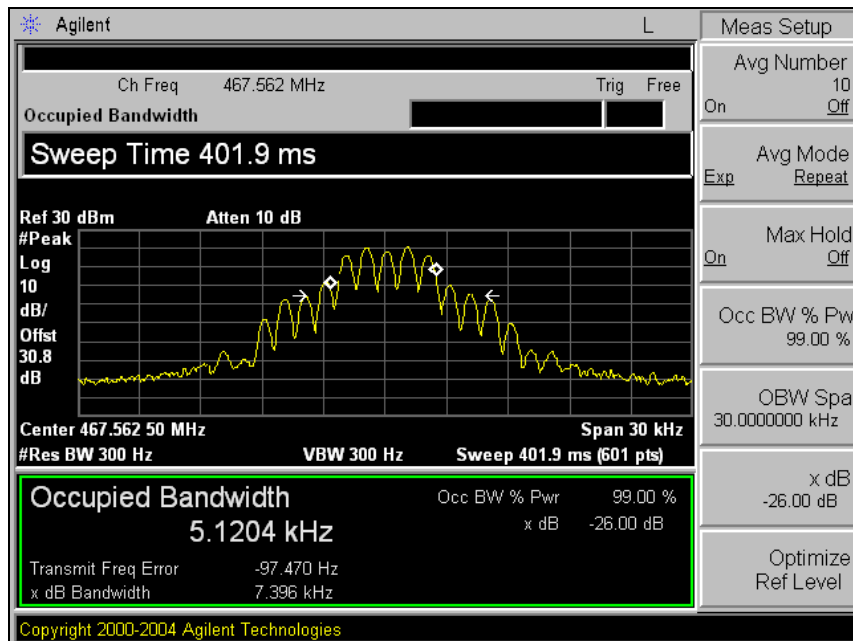 Agilent L
Ch Freq 467.562 MHz Trig Free
Occupied Bandwidth
Sweep Time 401.9 ms
Ref 30 dBm Atten 10 dB
#Peak
Log
10
dB/
Offst
30.8
dB
Center 467.562 50 MHz Span 30 kHz
#Res BW 300 Hz VBW 300 Hz Sweep 401.9 ms (601 pts)
Occupied Bandwidth Occ BW % Pwr 99.00 %
5.1204 kHz x dB -26.00 dB
Transmit Freq Error -97.470 Hz
x dB Bandwidth 7.396 kHz
Copyright 2000-2004 Agilent Technologies
Meas Setup
Avg Number
10
On Off
Avg Mode
Exp Repeat
Max Hold
On Off
Occ BW % Pw
99.00 %
OBW Spa
30.0000000 kHz
x dB
-26.00 dB
Optimize
Ref Level